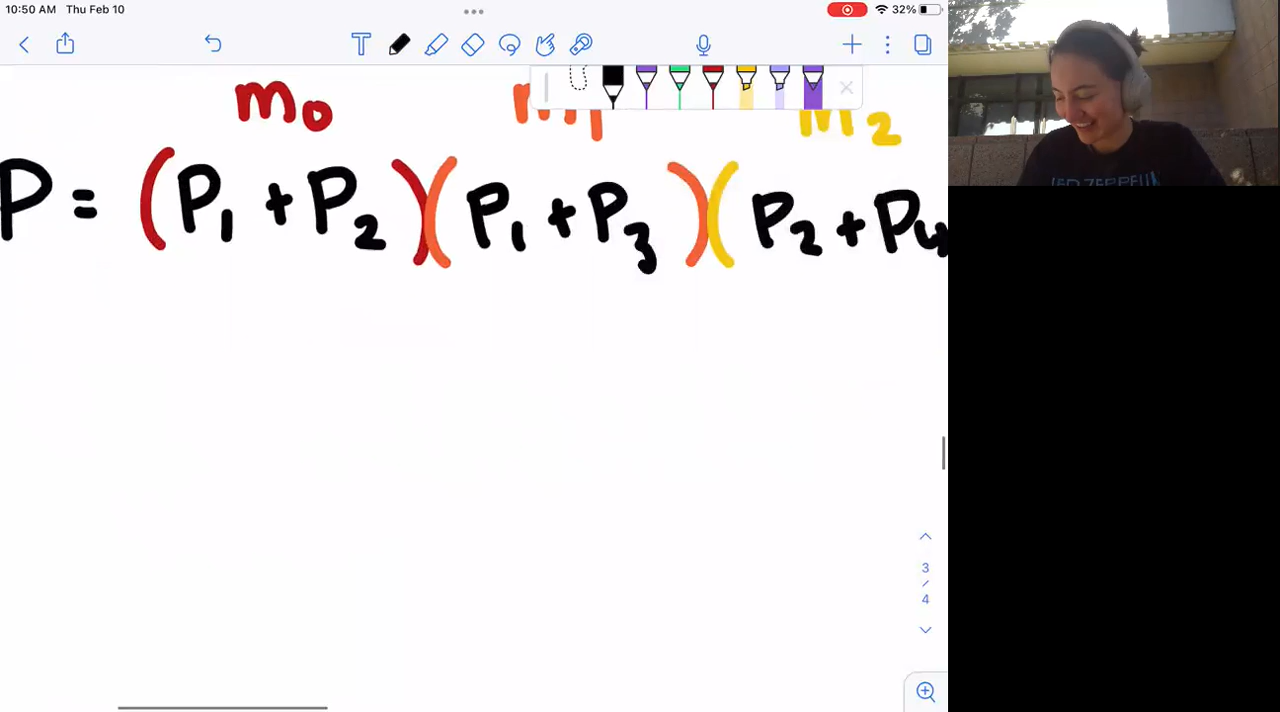 10:50 AM Thu Feb 10
32%
m0
m2
P = (P1 + P2)(P1 + P3)(P2 + P4
3
/
4